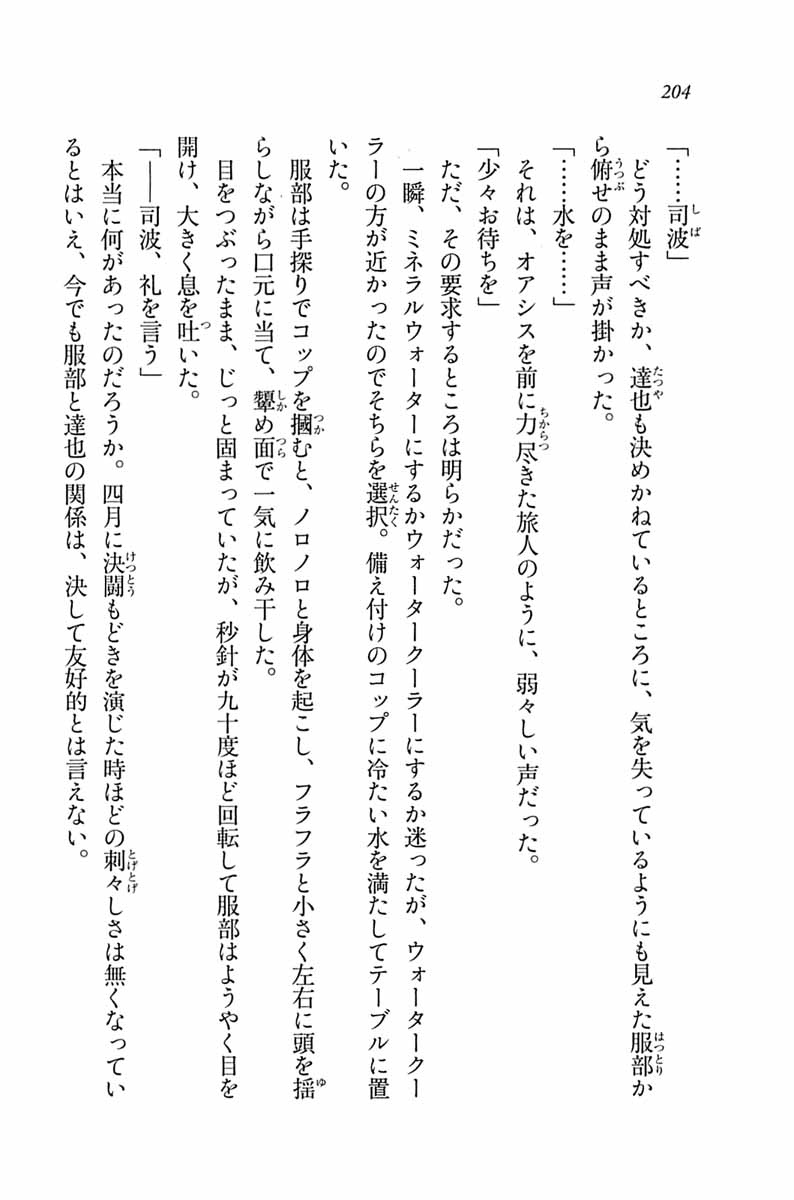 204
「……司波」
どう対処すべきか、達也も決めかねているところに、気を失っているようにも見えた服部か
ら俯せのまま声が掛かった。
「……水を……」
それは、オアシスを前に力尽きた旅人のように、弱々しい声だった。
「少々お待ちを」
ただ、その要求するところは明らかだった。
一瞬、ミネラルウォーターにするかウォータークーラーにするか迷ったが、ウォータークー
ラーの方が近かったのでそちらを選択。備え付けのコップに冷たい水を満たしてテーブルに置
いた。
服部は手探りでコップを摑むと、ノロノロと身体を起こし、フラフラと小さく左右に頭を揺
らしながら口元に当て、顰め面で一気に飲み干した。
目をつぶったまま、じっと固まっていたが、秒針が九十度ほど回転して服部はようやく目を
開け、大きく息を吐いた。
「――司波、礼を言う」
本当に何があったのだろうか。四月に決闘もどきを演じた時ほどの刺々しさは無くなってい
るとはいえ、今でも服部と達也の関係は、決して友好的とは言えない。